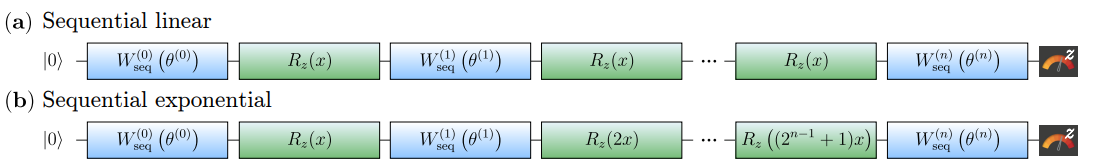 (a) Sequential linear
|0⟩ W_seq^(0) (θ^(0)) R_z(x) W_seq^(1) (θ^(1)) R_z(x) ··· R_z(x) W_seq^(n) (θ^(n)) z
(b) Sequential exponential
|0⟩ W_seq^(0) (θ^(0)) R_z(x) W_seq^(1) (θ^(1)) R_z(2x) ··· R_z ((2^{n−1} + 1)x) W_seq^(n) (θ^(n)) z